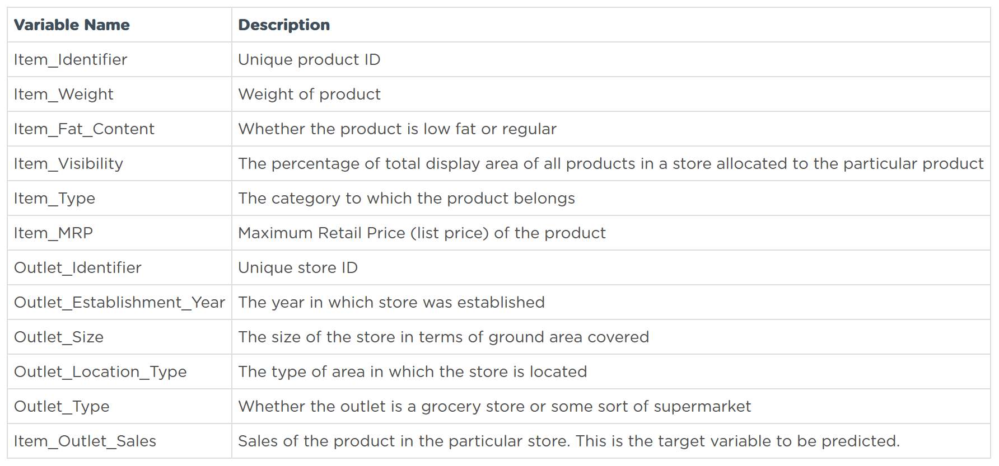 Variable Name Description
Item_Identifier Unique product ID
Item_Weight Weight of product
Item_Fat_Content Whether the product is low fat or regular
Item_Visibility The percentage of total display area of all products in a store allocated to the particular product
Item_Type The category to which the product belongs
Item_MRP Maximum Retail Price (list price) of the product
Outlet_Identifier Unique store ID
Outlet_Establishment_Year The year in which store was established
Outlet_Size The size of the store in terms of ground area covered
Outlet_Location_Type The type of area in which the store is located
Outlet_Type Whether the outlet is a grocery store or some sort of supermarket
Item_Outlet_Sales Sales of the product in the particular store. This is the target variable to be predicted.